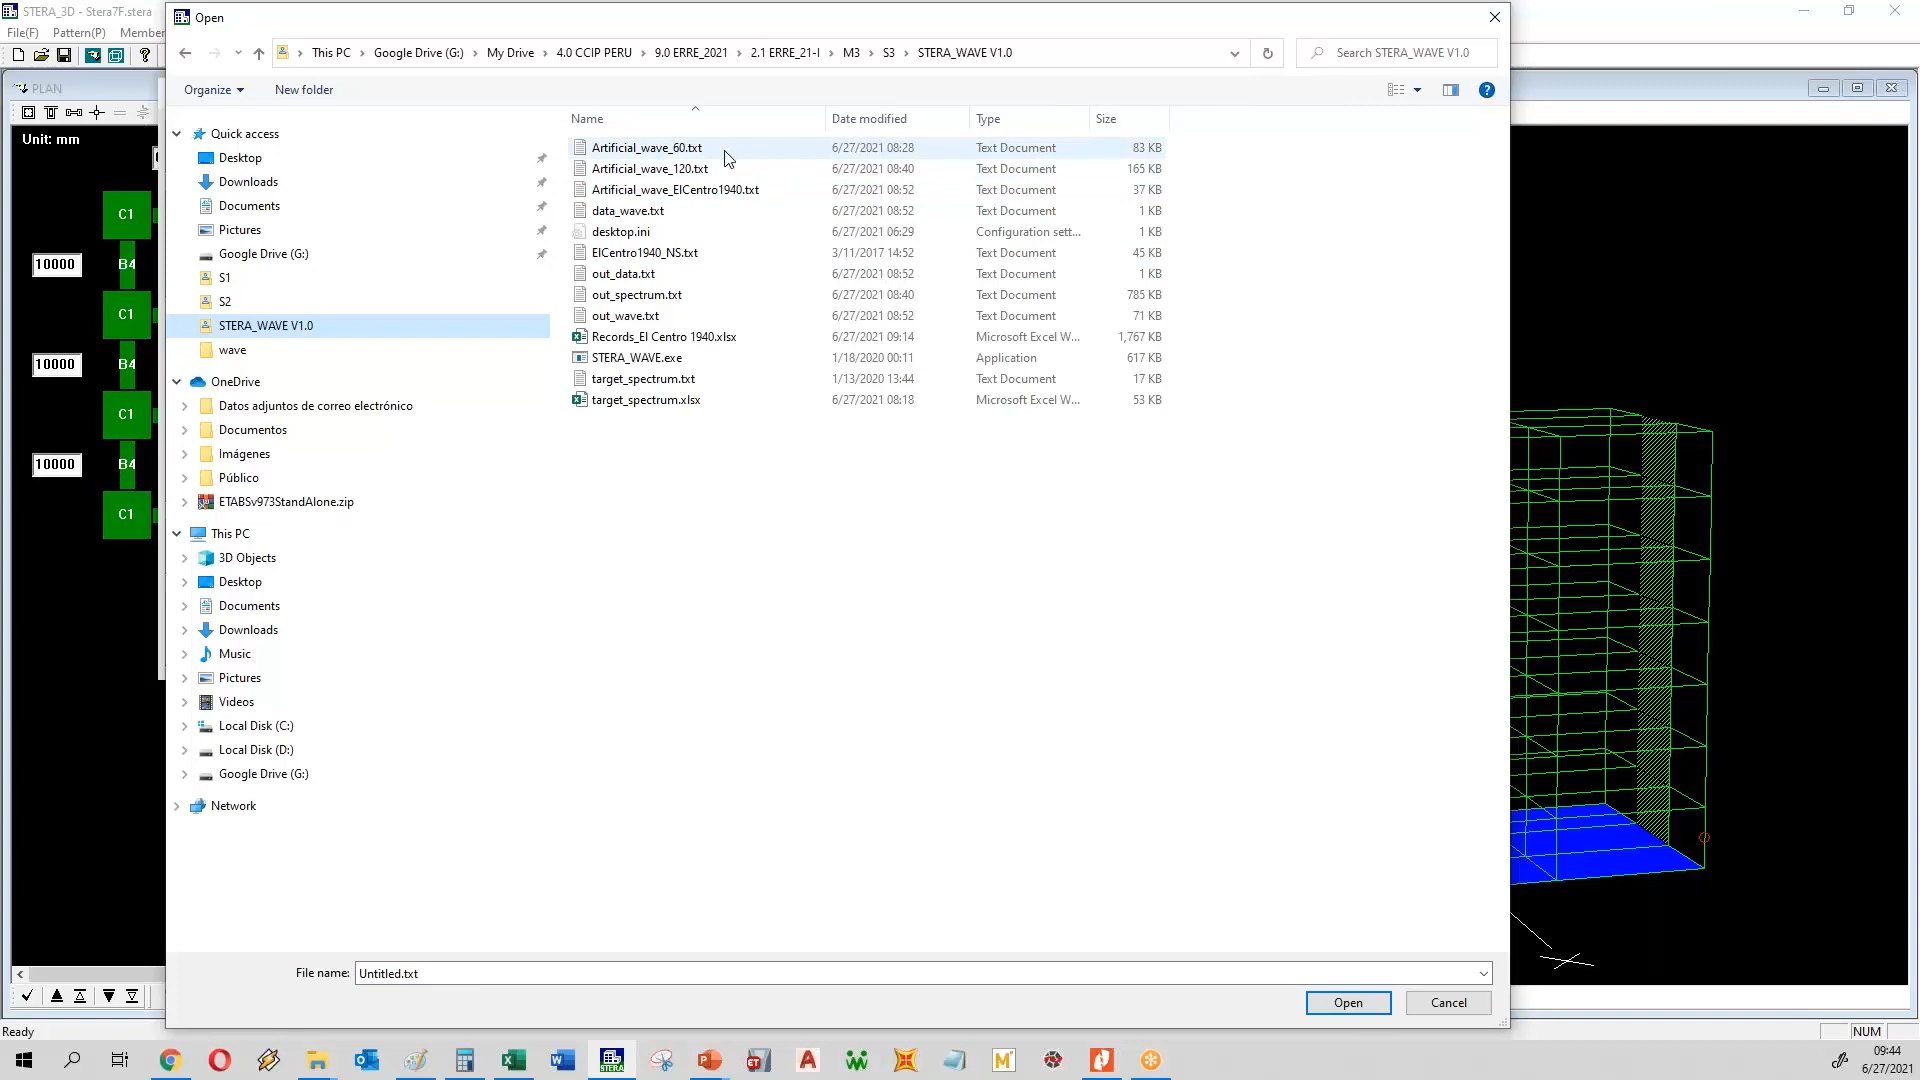 STERA_3D - Stera7F.stera
File(F) Pattern(P) Member
PLAN
Unit: mm
C1
10000 B4
C1
10000 B4
C1
10000 B4
C1
Ready
Open
This PC > Google Drive (G:) > My Drive > 4.0 CCIP PERU > 9.0 ERRE_2021 > 2.1 ERRE_21-I > M3 > S3 > STERA_WAVE V1.0
Search STERA_WAVE V1.0
Organize New folder
Quick access
Desktop
Downloads
Documents
Pictures
Google Drive (G:)
S1
S2
STERA_WAVE V1.0
wave
OneDrive
Datos adjuntos de correo electrónico
Documentos
Imágenes
Público
ETABSv973StandAlone.zip
This PC
3D Objects
Desktop
Documents
Downloads
Music
Pictures
Videos
Local Disk (C:)
Local Disk (D:)
Google Drive (G:)
Network
Name Date modified Type Size
Artificial_wave_60.txt 6/27/2021 08:28 Text Document 83 KB
Artificial_wave_120.txt 6/27/2021 08:40 Text Document 165 KB
Artificial_wave_ElCentro1940.txt 6/27/2021 08:52 Text Document 37 KB
data_wave.txt 6/27/2021 08:52 Text Document 1 KB
desktop.ini 6/27/2021 06:29 Configuration sett... 1 KB
ElCentro1940_NS.txt 3/11/2017 14:52 Text Document 45 KB
out_data.txt 6/27/2021 08:52 Text Document 1 KB
out_spectrum.txt 6/27/2021 08:40 Text Document 785 KB
out_wave.txt 6/27/2021 08:52 Text Document 71 KB
Records_El Centro 1940.xlsx 6/27/2021 09:14 Microsoft Excel W... 1,767 KB
STERA_WAVE.exe 1/18/2020 00:11 Application 617 KB
target_spectrum.txt 1/13/2020 13:44 Text Document 17 KB
target_spectrum.xlsx 6/27/2021 08:18 Microsoft Excel W... 53 KB
File name: Untitled.txt
Open Cancel
NUM
09:44
6/27/2021